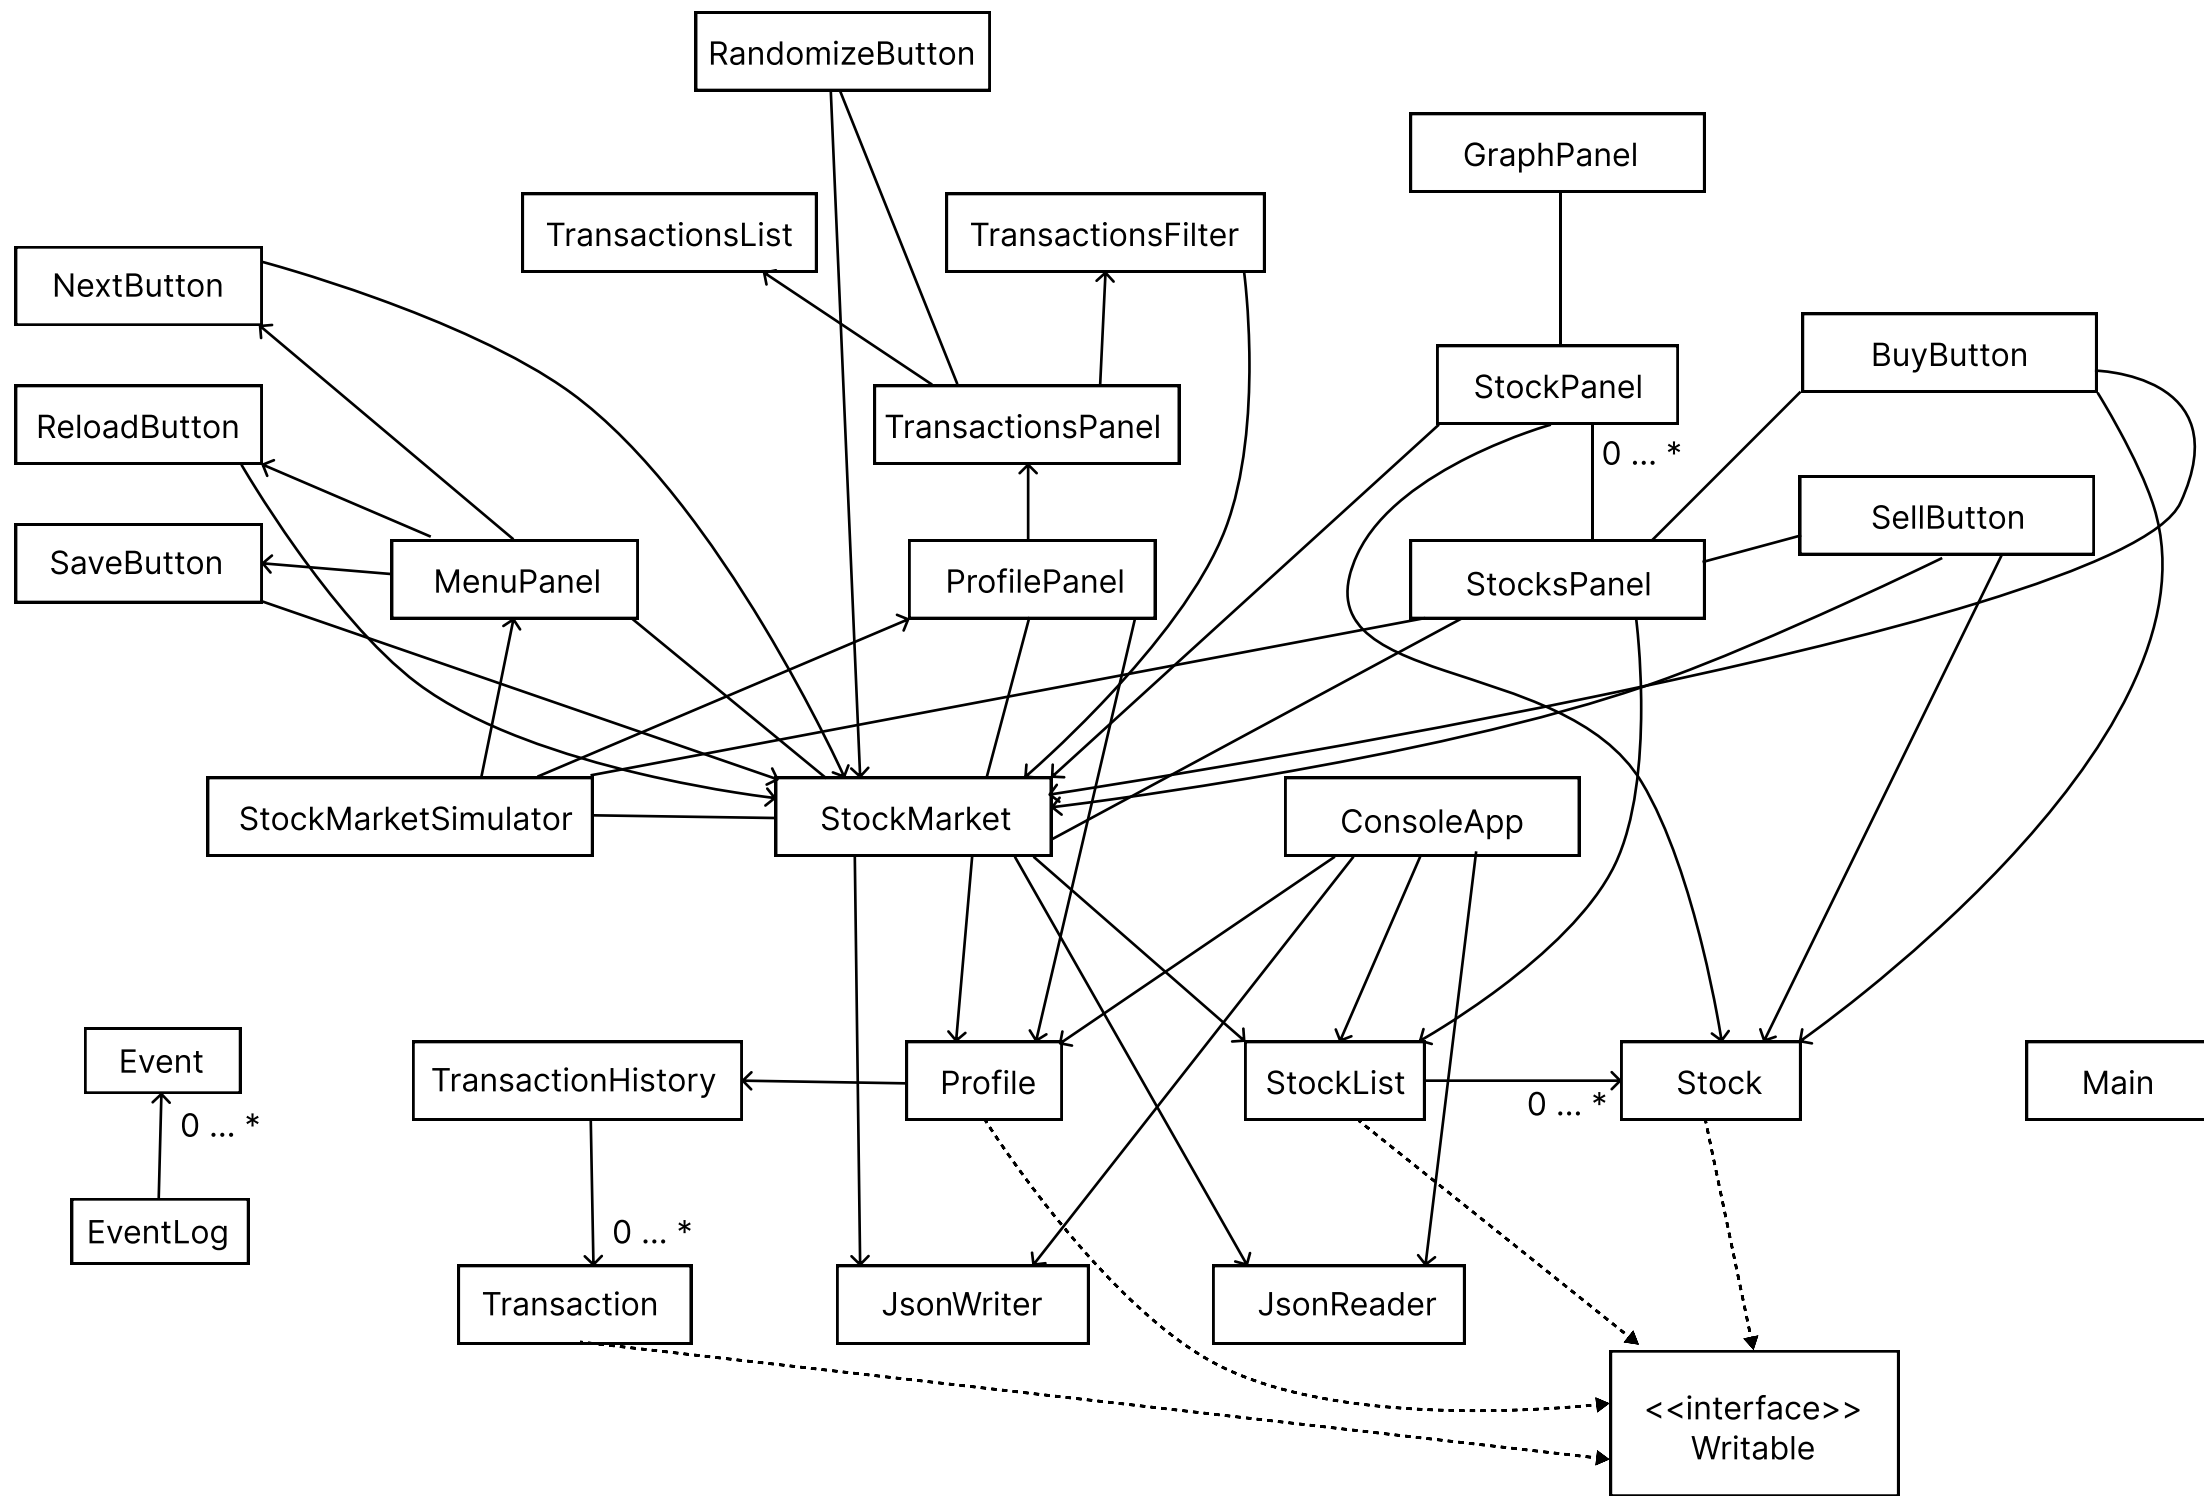 RandomizeButton
GraphPanel
TransactionsList
TransactionsFilter
NextButton
BuyButton
StockPanel
ReloadButton
TransactionsPanel
0 ... *
SellButton
SaveButton
MenuPanel
ProfilePanel
StocksPanel
StockMarketSimulator
StockMarket
ConsoleApp
Event
TransactionHistory
Profile
StockList
Stock
Main
0 ... *
0 ... *
EventLog
0 ... *
Transaction
JsonWriter
JsonReader
<<interface>>
Writable